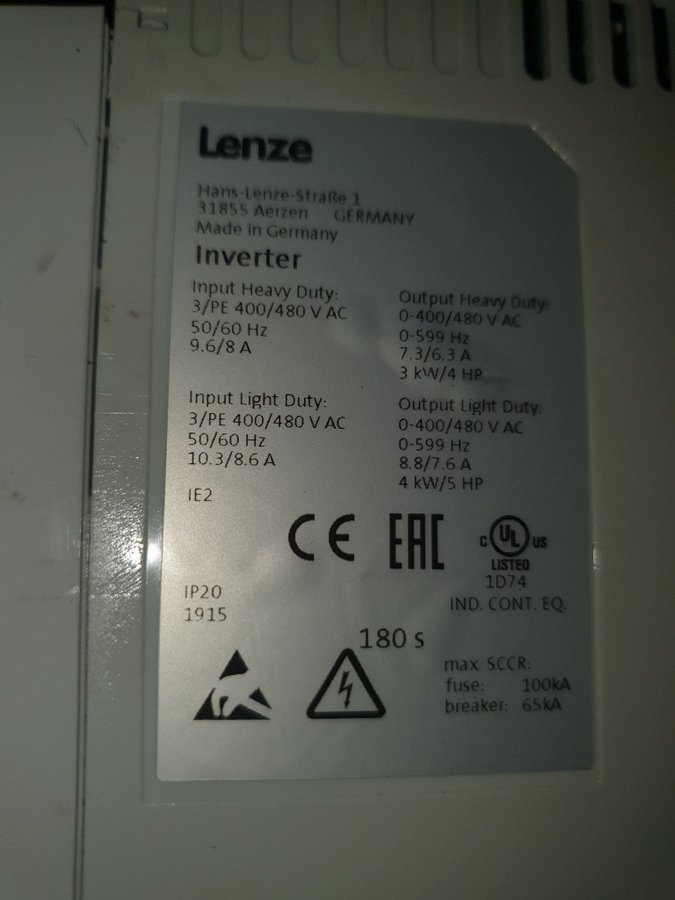 Lenze
Hans-Lenze-Straße 1
31855 Aerzen GERMANY
Made in Germany
Inverter
Input Heavy Duty:
3/PE 400/480 V AC
50/60 Hz
9.6/8 A
Output Heavy Duty:
0-400/480 V AC
0-599 Hz
7.3/6.3 A
3 kW/4 HP
Input Light Duty:
3/PE 400/480 V AC
50/60 Hz
10.3/8.6 A
Output Light Duty:
0-400/480 V AC
0-599 Hz
8.8/7.6 A
4 kW/5 HP
IE2
CE EAC
C UL US
LISTED
1D74
IND. CONT. EQ.
IP20
1915
180 s
max. SCCR:
fuse: 100kA
breaker: 65kA